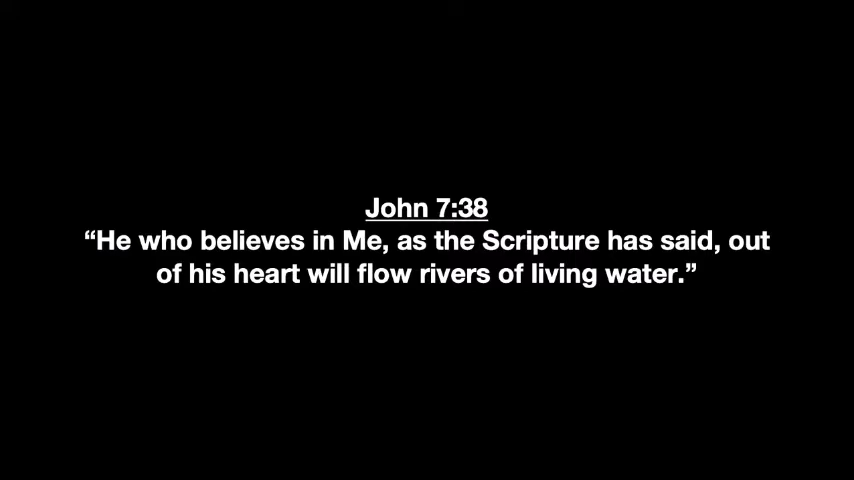 John 7:38
“He who believes in Me, as the Scripture has said, out
of his heart will flow rivers of living water.”